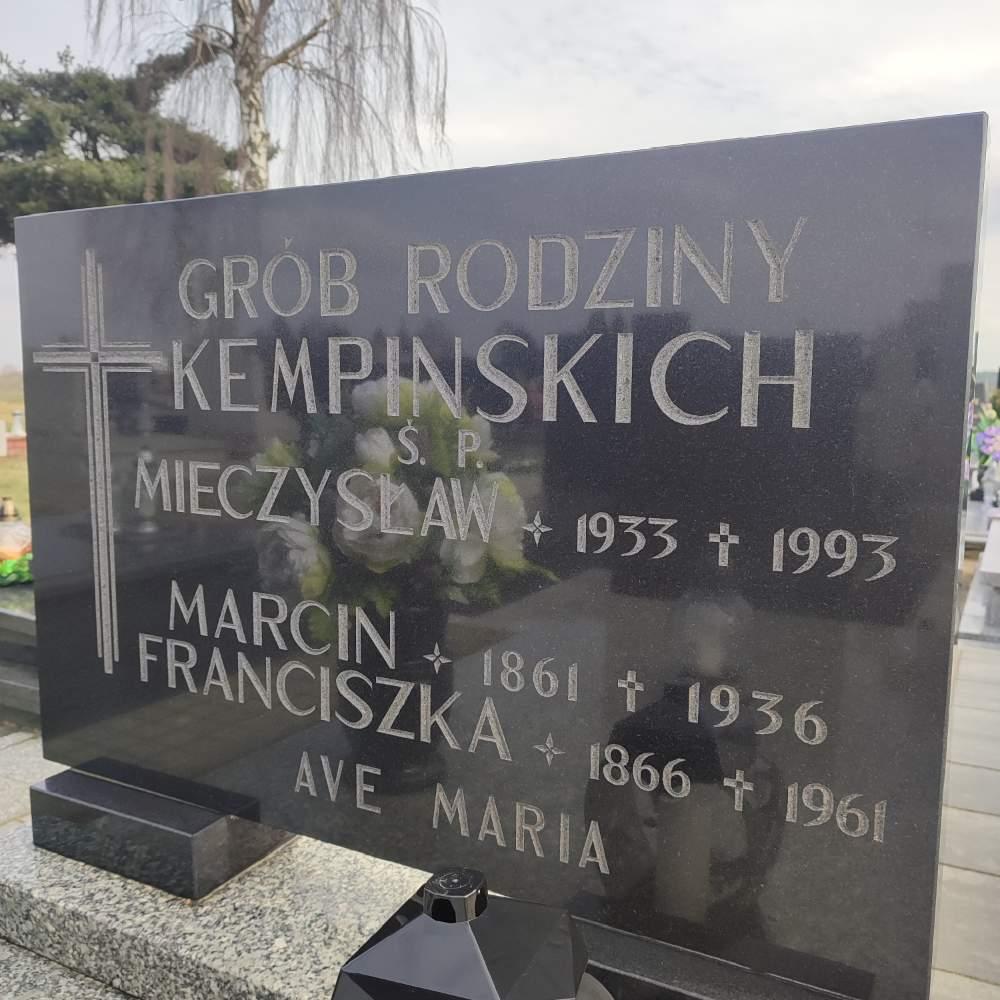 GRÓB RODZINY
KEMPINSKICH
Ś. P.
MIECZYSŁAW 1933 1993
MARCIN 1861 1936
FRANCISZKA 1866 1961
AVE MARIA